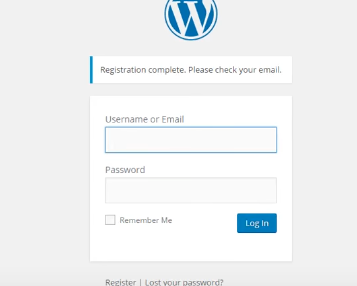 Registration complete. Please check your email.
Username or Email
Password
Remember Me
Log In
Register | Lost your password?